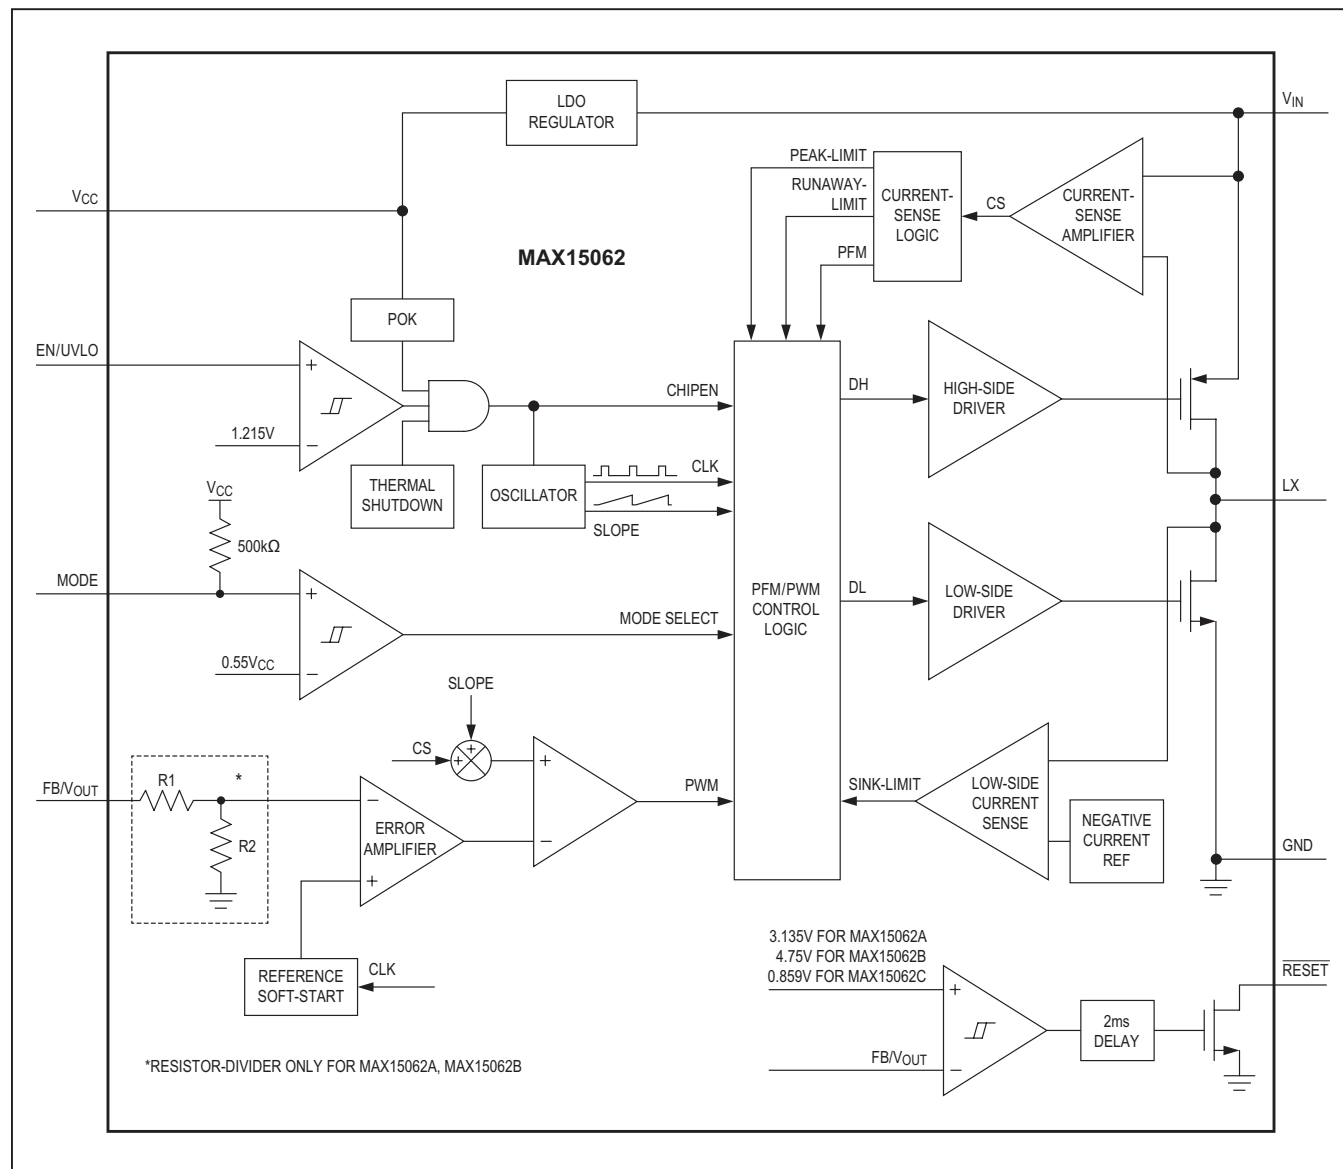 LDO
REGULATOR
VIN
PEAK-LIMIT
RUNAWAY-
LIMIT
PFM
CURRENT-
SENSE
LOGIC
CS
CURRENT-
SENSE
AMPLIFIER
VCC
MAX15062
POK
EN/UVLO
+
1.215V
−
THERMAL
SHUTDOWN
CHIPEN
OSCILLATOR
CLK
SLOPE
DH
HIGH-SIDE
DRIVER
LX
VCC
500kΩ
MODE
+
0.55VCC
−
MODE SELECT
PFM/PWM
CONTROL
LOGIC
DL
LOW-SIDE
DRIVER
SLOPE
CS
+
+
+
−
PWM
FB/VOUT
R1
*
R2
−
ERROR
AMPLIFIER
+
SINK-LIMIT
LOW-SIDE
CURRENT
SENSE
NEGATIVE
CURRENT
REF
GND
REFERENCE
SOFT-START
CLK
3.135V FOR MAX15062A
4.75V FOR MAX15062B
0.859V FOR MAX15062C
+
FB/VOUT
−
2ms
DELAY
RESET
*RESISTOR-DIVIDER ONLY FOR MAX15062A, MAX15062B